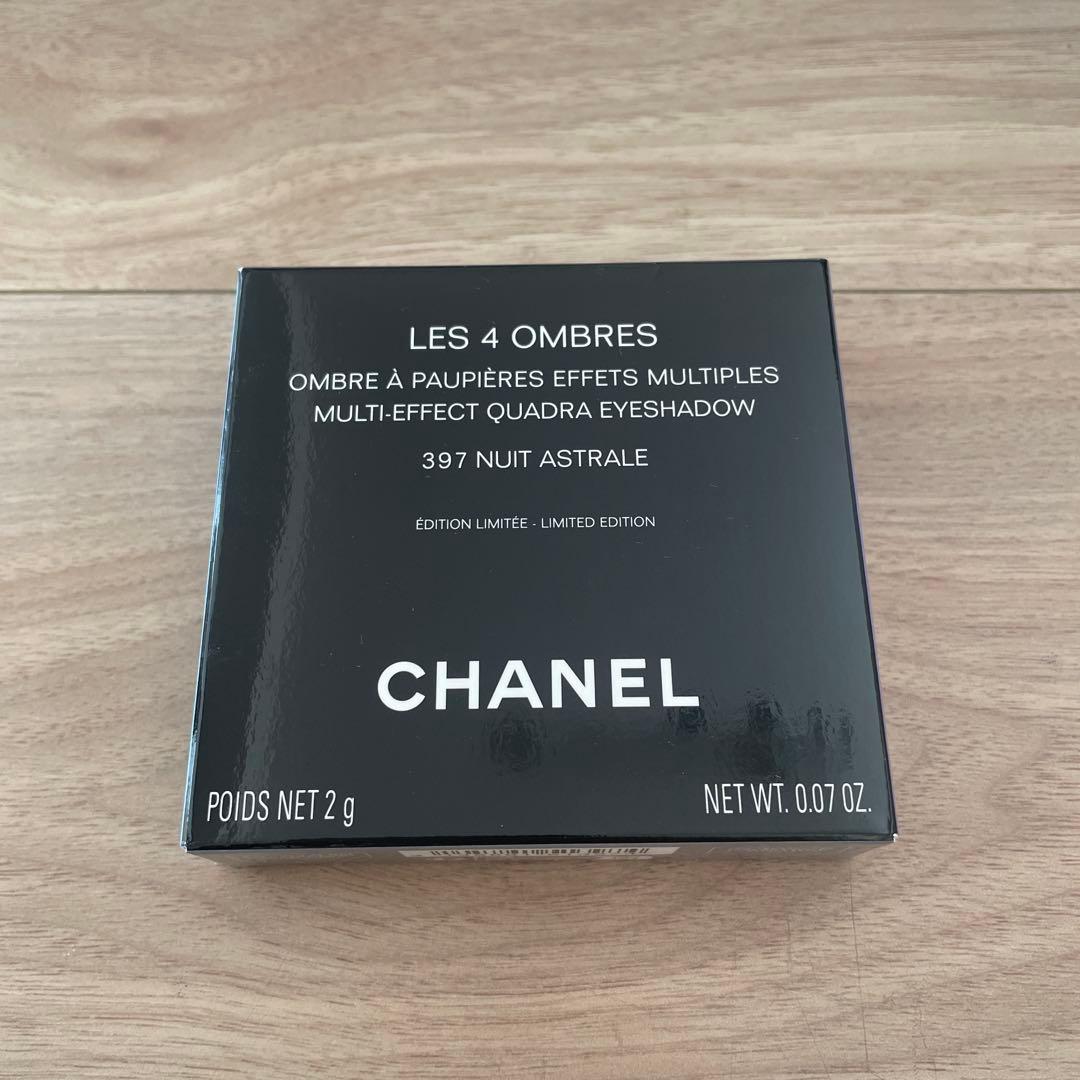 LES 4 OMBRES
OMBRE À PAUPIÈRES EFFETS MULTIPLES
MULTI-EFFECT QUADRA EYESHADOW
397 NUIT ASTRALE
ÉDITION LIMITÉE - LIMITED EDITION
CHANEL
POIDS NET 2 g
NET WT. 0.07 OZ.